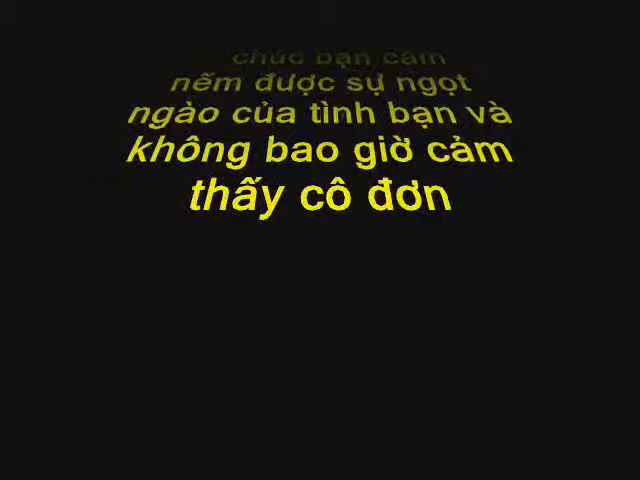 chúc bạn cảm
nếm được sự ngọt
ngào của tình bạn và
không bao giờ cảm
thấy cô đơn